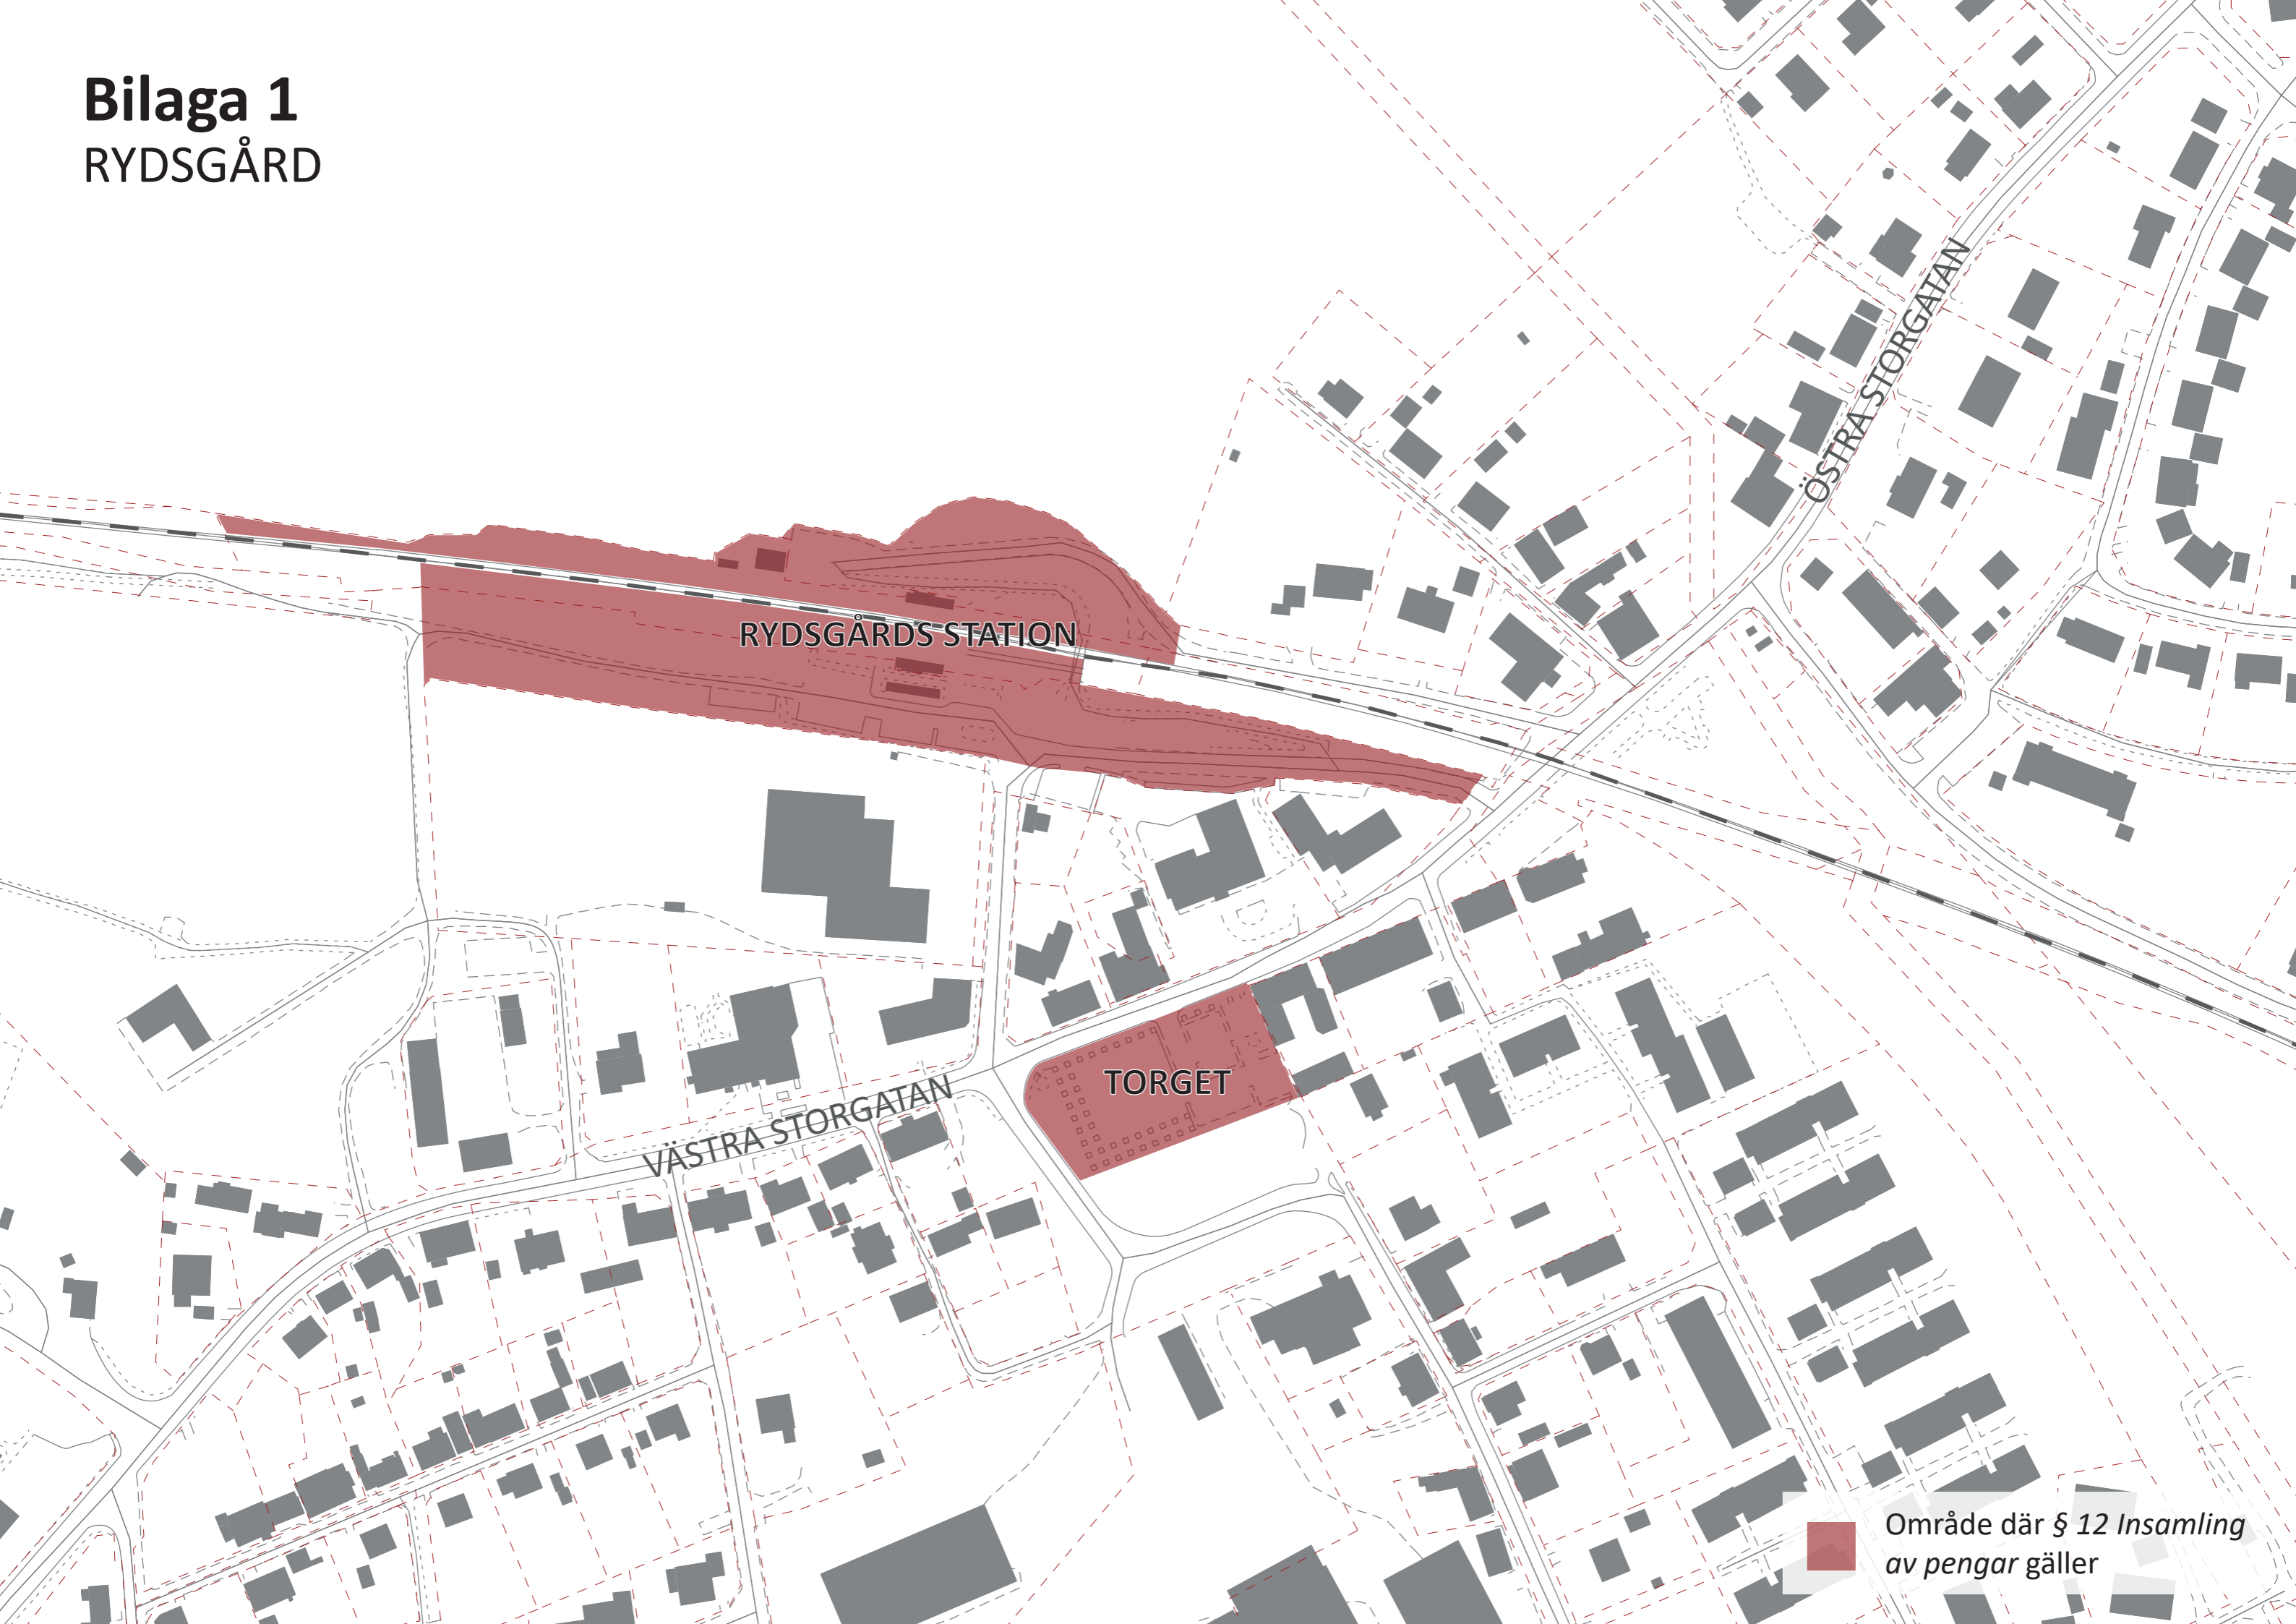 Bilaga 1
RYDSGÅRD
ÖSTRA STORGATAN
RYDSGÅRDS STATION
TORGET
VÄSTRA STORGATAN
Område där § 12 Insamling
av pengar gäller